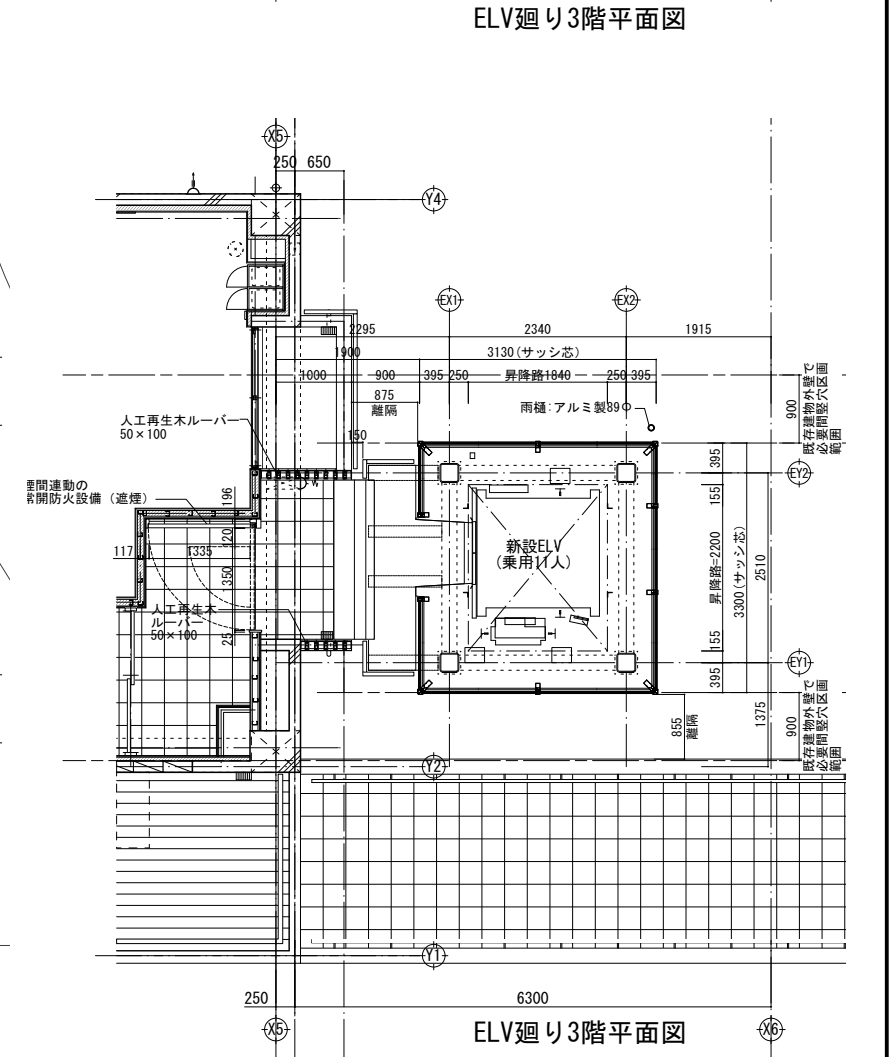 ELV廻り3階平面図
X5
250 650
Y4
EX1
EX2
2295
2340
1915
1900
3130(サッシ芯)
1000
900
395 250
昇降路1840
250 395
875
離隔
雨樋:アルミ製89Φ
150
人工再生木ルーバー
50×100
900
既存建物外壁で
必要間竪穴区画
範囲
EY2
煙間連動の
常開防火設備（遮煙）
196
720
117
1335
1350
25
人工再生木
ルーバー
50×100
新設ELV
(乗用11人)
395
155
昇降路=2200
155
395
3300(サッシ芯)
2510
EY1
855
離隔
1375
900
既存建物外壁で
必要間竪穴区画
範囲
Y2
Y1
250
6300
X5
ELV廻り3階平面図
X6